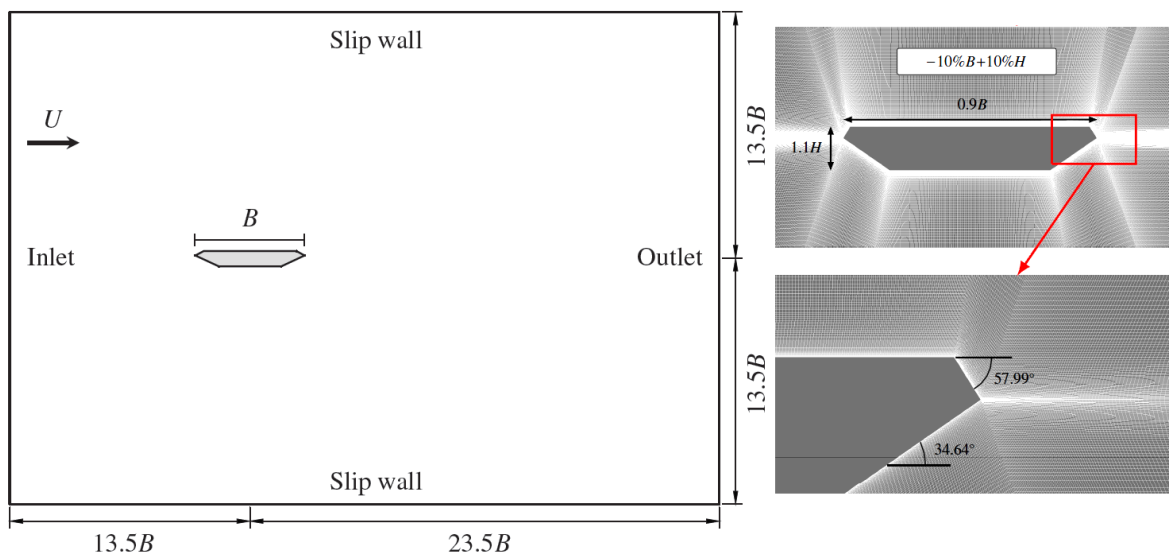 Slip wall
U
13.5B
B
Inlet
Outlet
13.5B
Slip wall
13.5B
23.5B
−10%B+10%H
0.9B
1.1H
57.99°
34.64°